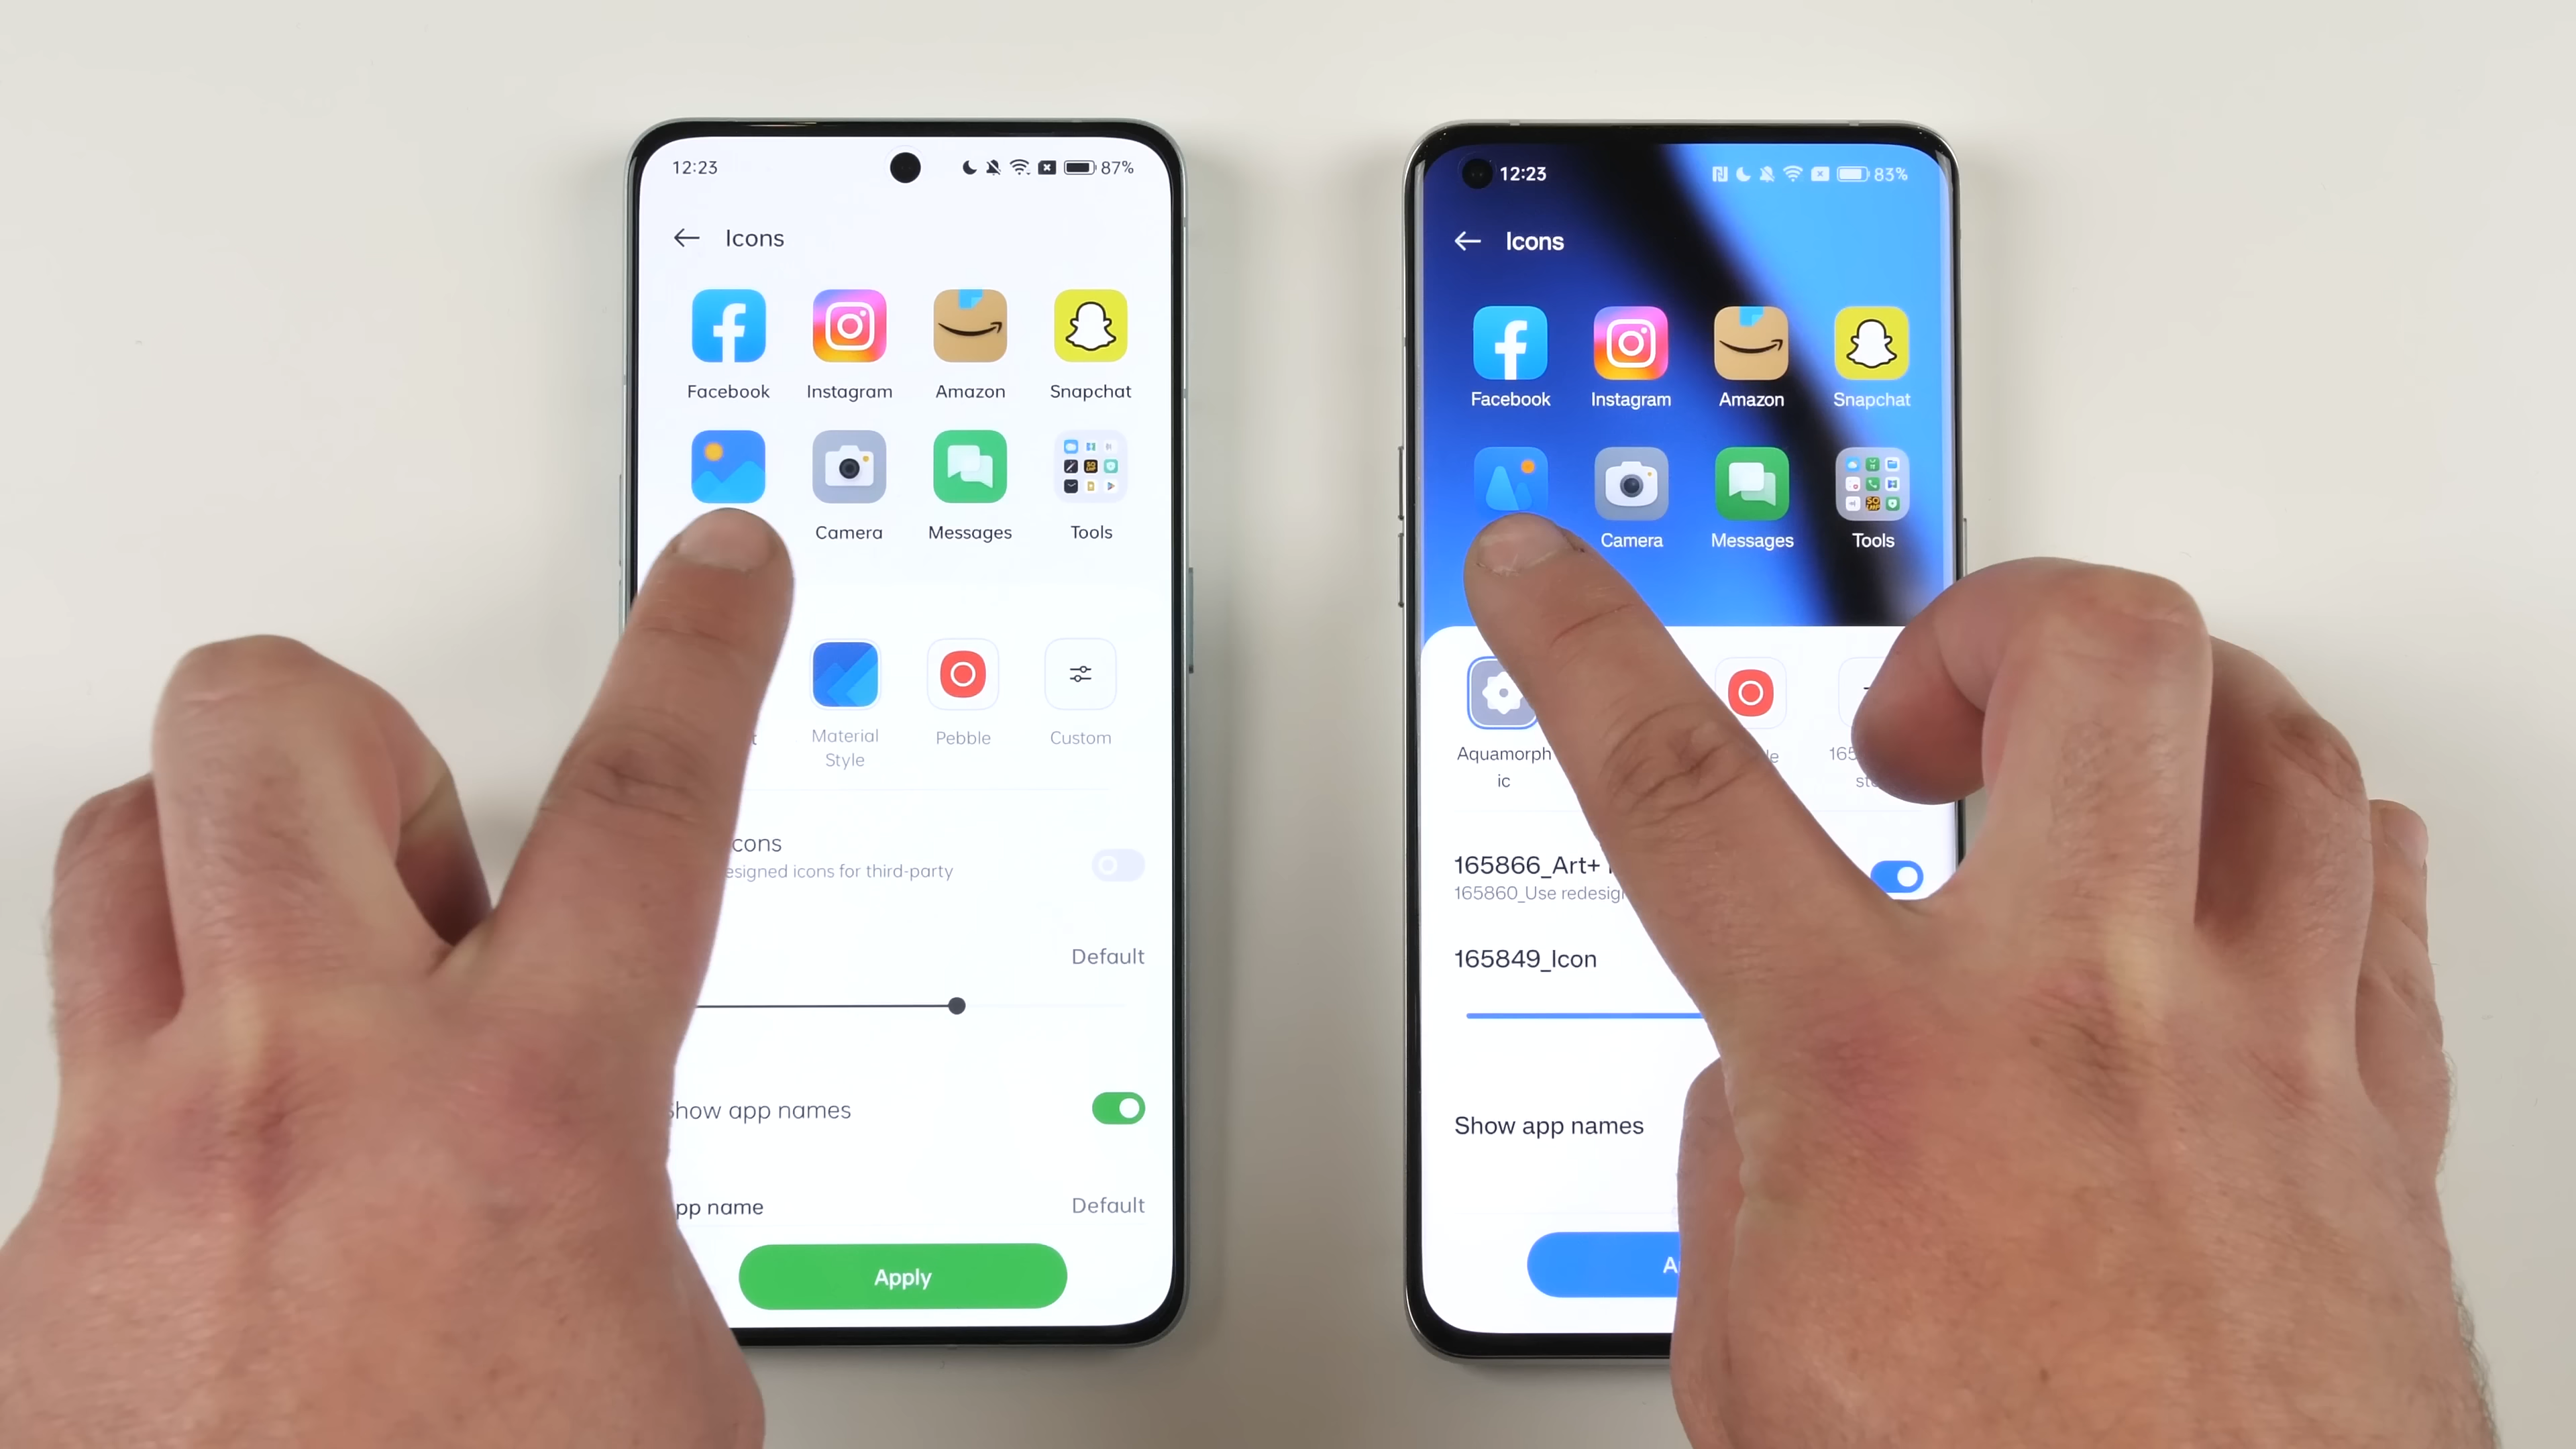 12:23
87%
Icons
Facebook
Instagram
Amazon
Snapchat
Camera
Messages
Tools
Material
Style
Pebble
Custom
cons
esigned icons for third-party
Default
Show app names
pp name
Default
Apply
12:23
83%
Icons
Facebook
Instagram
Amazon
Snapchat
Camera
Messages
Tools
Aquamorph
ic
165866_Art+
165860_Use redesig
165849_Icon
Show app names